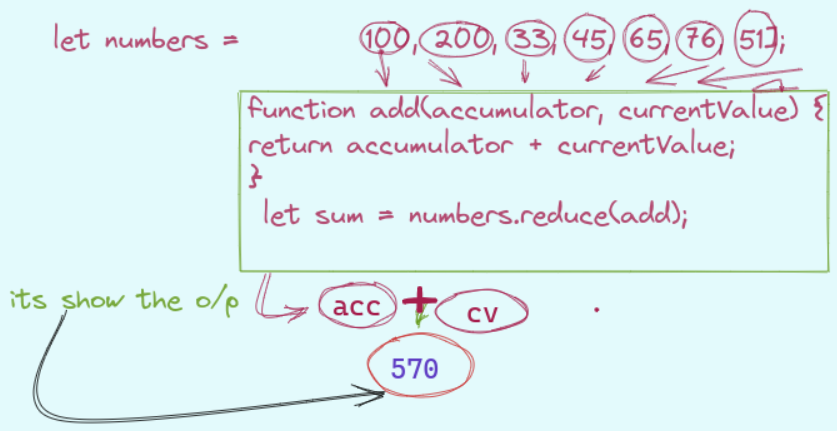 let numbers = 100, 200, 33, 45, 65, 76, 51];
function add(accumulator, currentValue) {
return accumulator + currentValue;
}
let sum = numbers.reduce(add);
its show the o/p
acc + cv
570